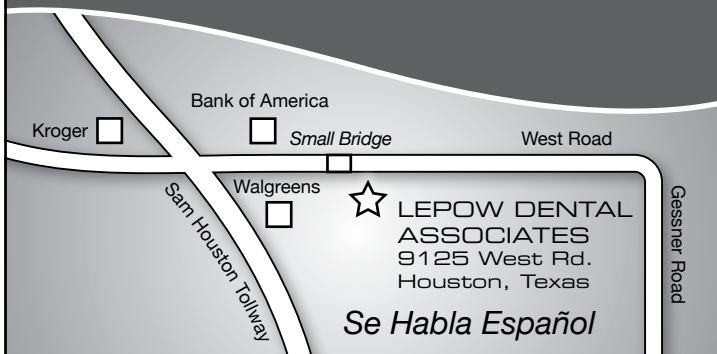 Bank of America
Kroger
Small Bridge
West Road
Walgreens
Sam Houston Tollway
Gessner Road
LEPOW DENTAL
ASSOCIATES
9125 West Rd.
Houston, Texas
Se Habla Español